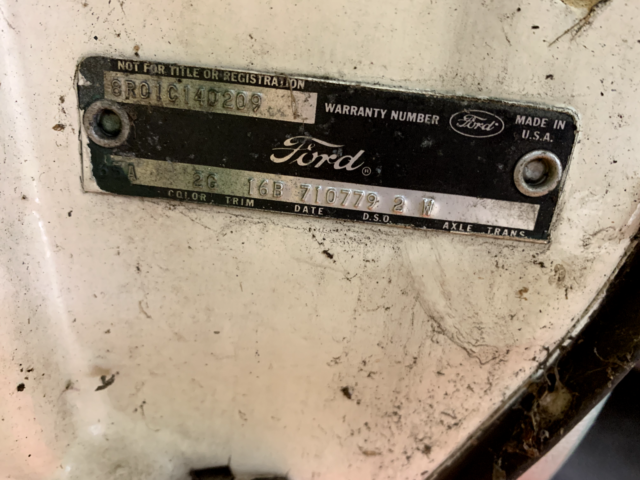 NOT FOR TITLE OR REGISTRATION
8R01C140209
WARRANTY NUMBER
Ford
MADE IN
U.S.A.
Ford
A 2G 16B 710779 2 W
COLOR TRIM DATE D.S.O. AXLE TRANS.